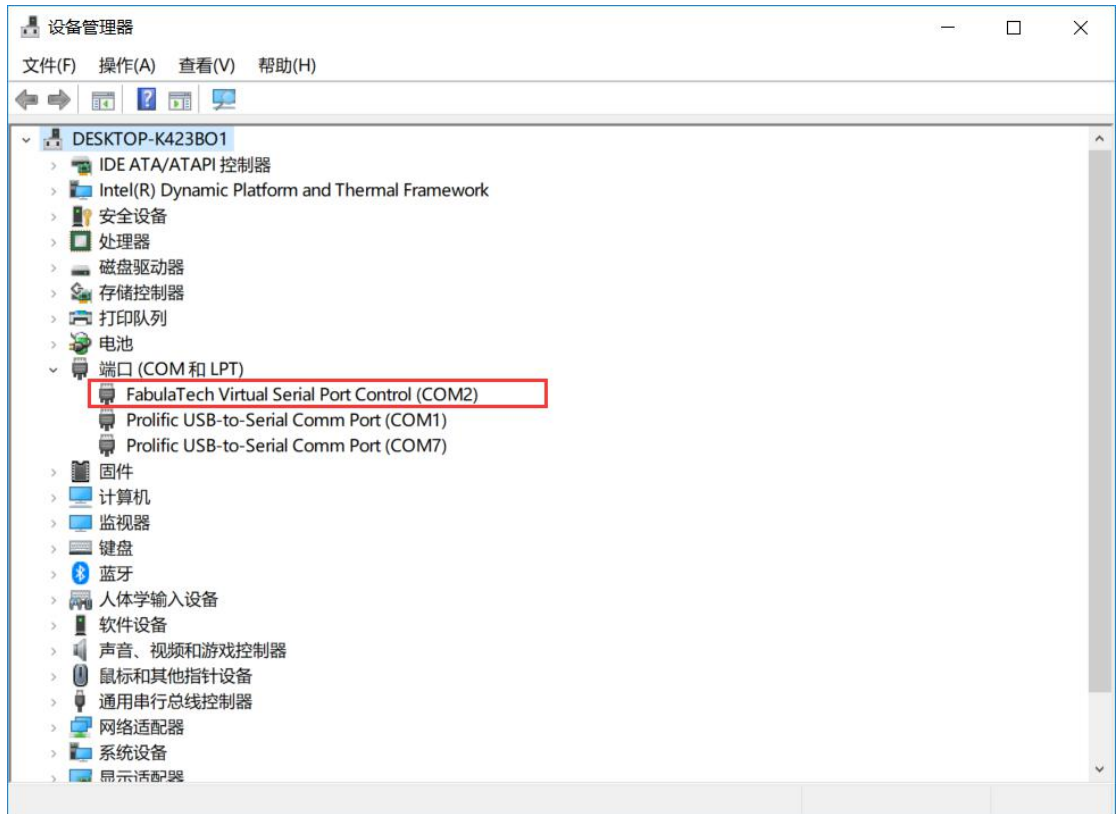 设备管理器
文件(F) 操作(A) 查看(V) 帮助(H)
DESKTOP-K423BO1
IDE ATA/ATAPI 控制器
Intel(R) Dynamic Platform and Thermal Framework
安全设备
处理器
磁盘驱动器
存储控制器
打印队列
电池
端口 (COM 和 LPT)
FabulaTech Virtual Serial Port Control (COM2)
Prolific USB-to-Serial Comm Port (COM1)
Prolific USB-to-Serial Comm Port (COM7)
固件
计算机
监视器
键盘
蓝牙
人体学输入设备
软件设备
声音、视频和游戏控制器
鼠标和其他指针设备
通用串行总线控制器
网络适配器
系统设备
显示适配器